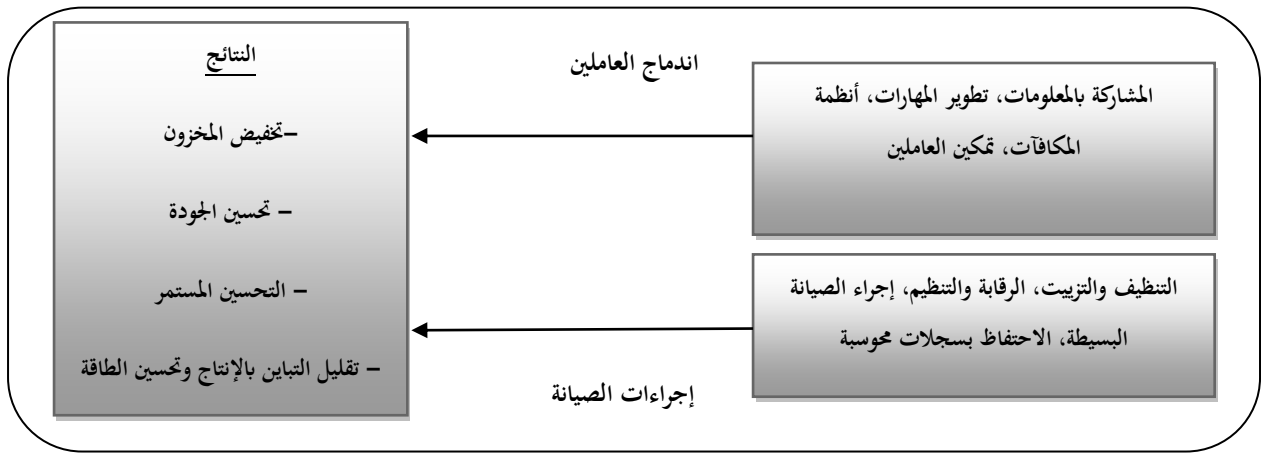 اندماج العاملين
المشاركة بالمعلومات، تطوير المهارات، أنظمة
المكافآت، تمكين العاملين
التنظيف والتزييت، الرقابة والتنظيم، إجراء الصيانة
البسيطة، الاحتفاظ بسجلات محوسبة
إجراءات الصيانة
النتائج
–تخفيض المخزون
– تحسين الجودة
– التحسين المستمر
– تقليل التباين بالإنتاج وتحسين الطاقة